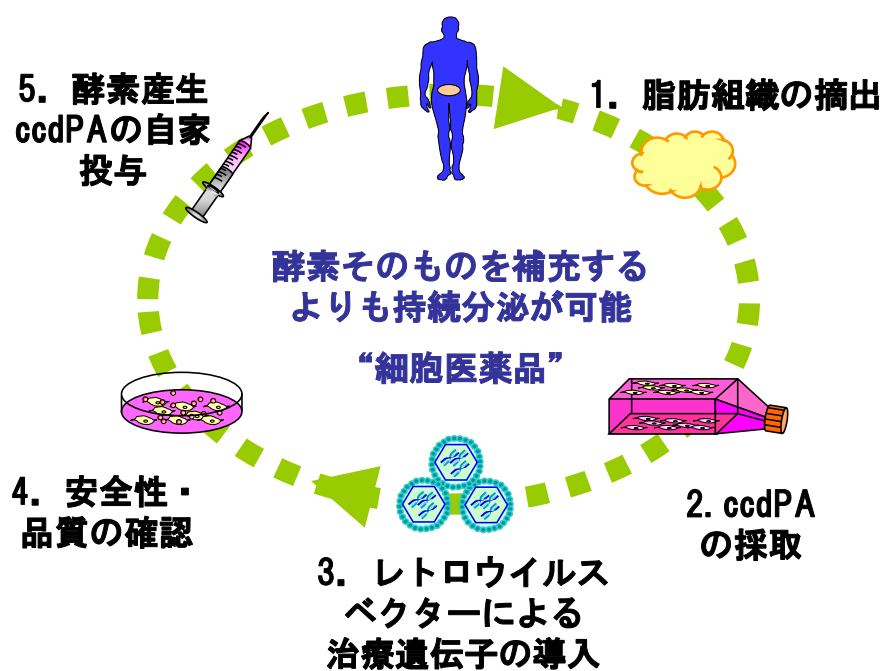 1. 脂肪組織の摘出
2. ccdPA
の採取
3. レトロウイルス
ベクターによる
治療遺伝子の導入
4. 安全性・
品質の確認
5. 酵素産生
ccdPAの自家
投与
酵素そのものを補充する
よりも持続分泌が可能
“細胞医薬品”